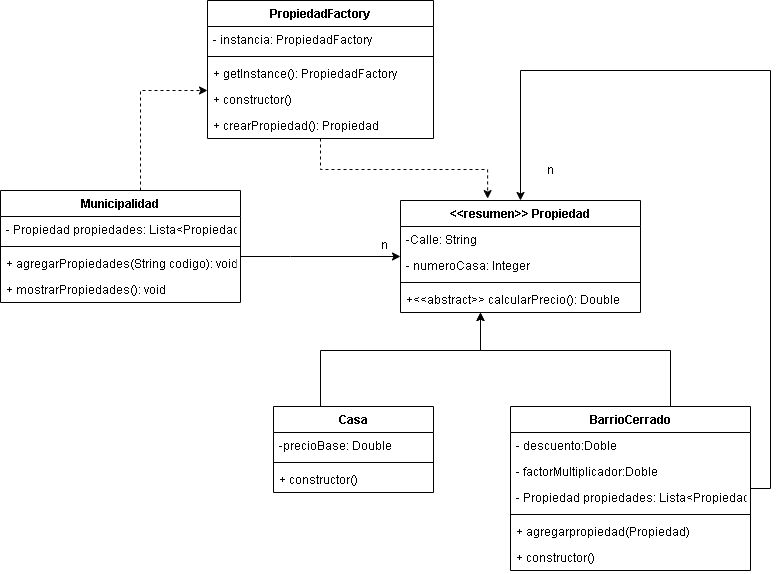 PropiedadFactory
- instancia: PropiedadFactory
+ getInstance(): PropiedadFactory
+ constructor()
+ crearPropiedad(): Propiedad
n
Municipalidad
- Propiedad propiedades: Lista<Propiedad
+ agregarPropiedades(String codigo): void
+ mostrarPropiedades(): void
n
<<resumen>> Propiedad
-Calle: String
- numeroCasa: Integer
+<<abstract>> calcularPrecio(): Double
Casa
-precioBase: Double
+ constructor()
BarrioCerrado
- descuento:Doble
- factorMultiplicador:Doble
- Propiedad propiedades: Lista<Propiedad
+ agregarpropiedad(Propiedad)
+ constructor()